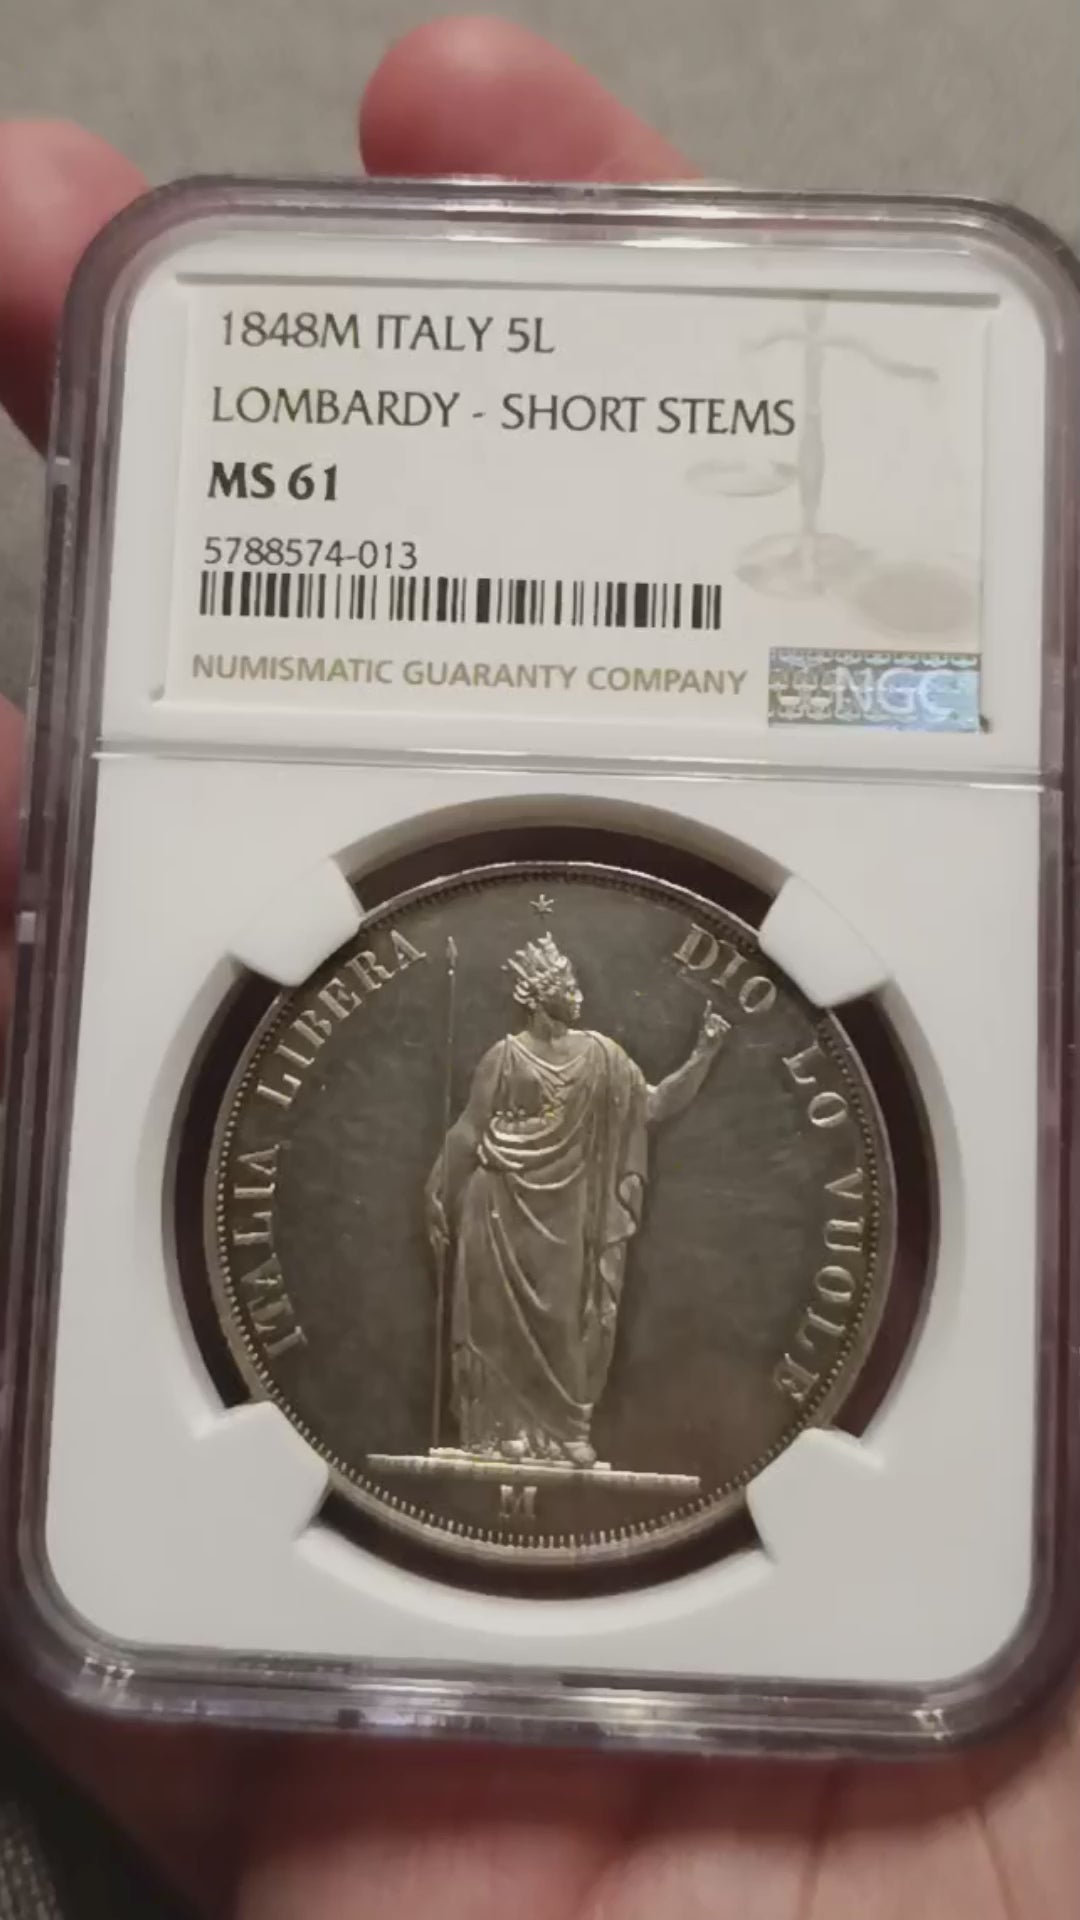 1848M ITALY 5L
LOMBARDY - SHORT STEMS
MS 61
5788574-013
NUMISMATIC GUARANTY COMPANY
NGC
ITALIA LIBERA DIO LO VUOLE
M